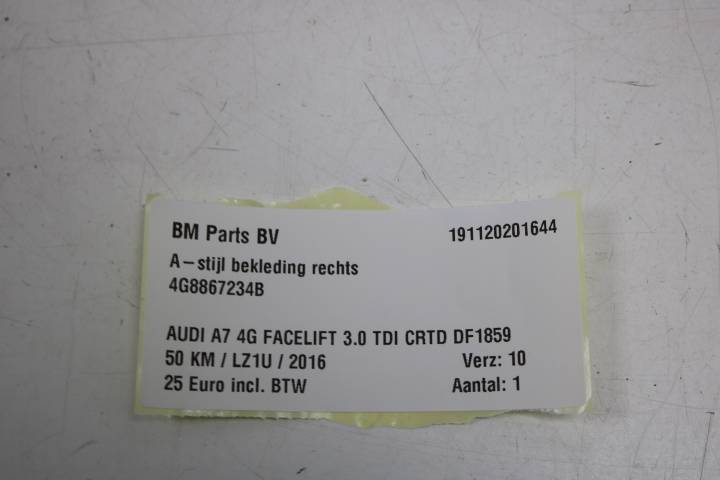 BM Parts BV 191120201644
A-stijl bekleding rechts
4G8867234B
AUDI A7 4G FACELIFT 3.0 TDI CRTD DF1859
50 KM / LZ1U / 2016 Verz: 10
25 Euro incl. BTW Aantal: 1